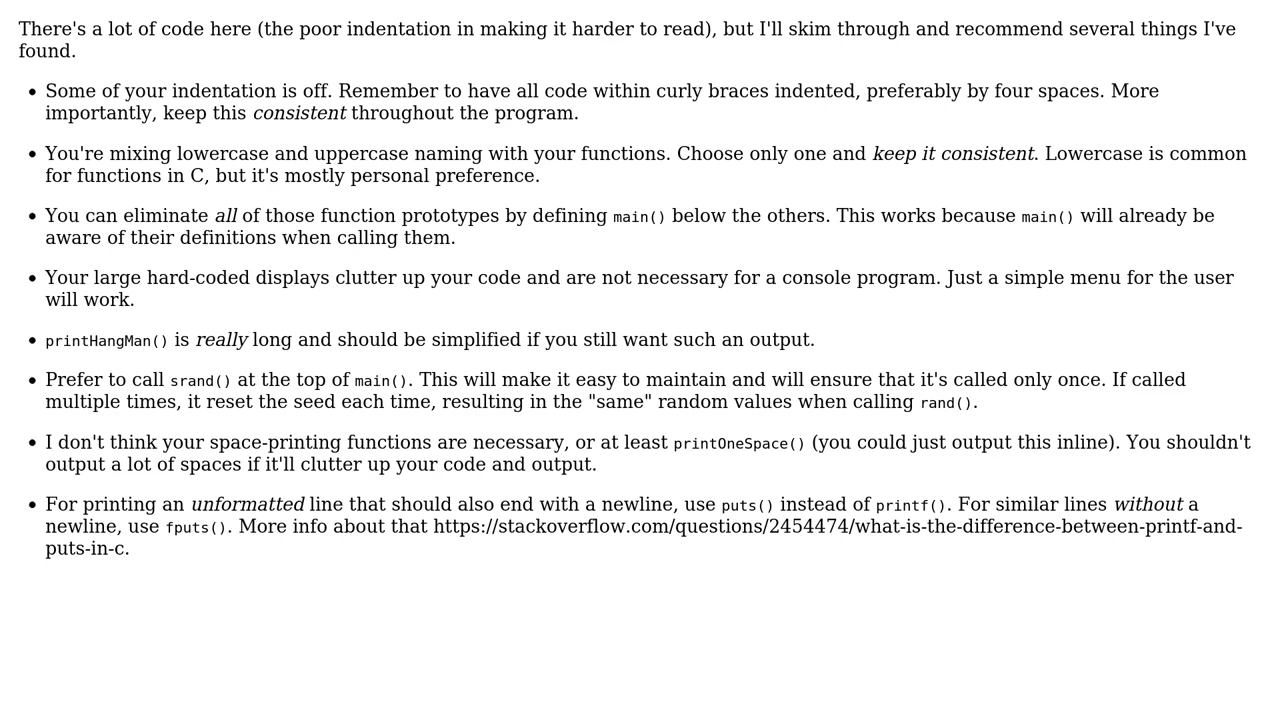 There's a lot of code here (the poor indentation in making it harder to read), but I'll skim through and recommend several things I've
found.
• Some of your indentation is off. Remember to have all code within curly braces indented, preferably by four spaces. More
importantly, keep this consistent throughout the program.
• You're mixing lowercase and uppercase naming with your functions. Choose only one and keep it consistent. Lowercase is common
for functions in C, but it's mostly personal preference.
• You can eliminate all of those function prototypes by defining main() below the others. This works because main() will already be
aware of their definitions when calling them.
• Your large hard-coded displays clutter up your code and are not necessary for a console program. Just a simple menu for the user
will work.
• printHangMan() is really long and should be simplified if you still want such an output.
• Prefer to call srand() at the top of main(). This will make it easy to maintain and will ensure that it's called only once. If called
multiple times, it reset the seed each time, resulting in the "same" random values when calling rand().
• I don't think your space-printing functions are necessary, or at least printOneSpace() (you could just output this inline). You shouldn't
output a lot of spaces if it'll clutter up your code and output.
• For printing an unformatted line that should also end with a newline, use puts() instead of printf(). For similar lines without a
newline, use fputs(). More info about that https://stackoverflow.com/questions/2454474/what-is-the-difference-between-printf-and-
puts-in-c.